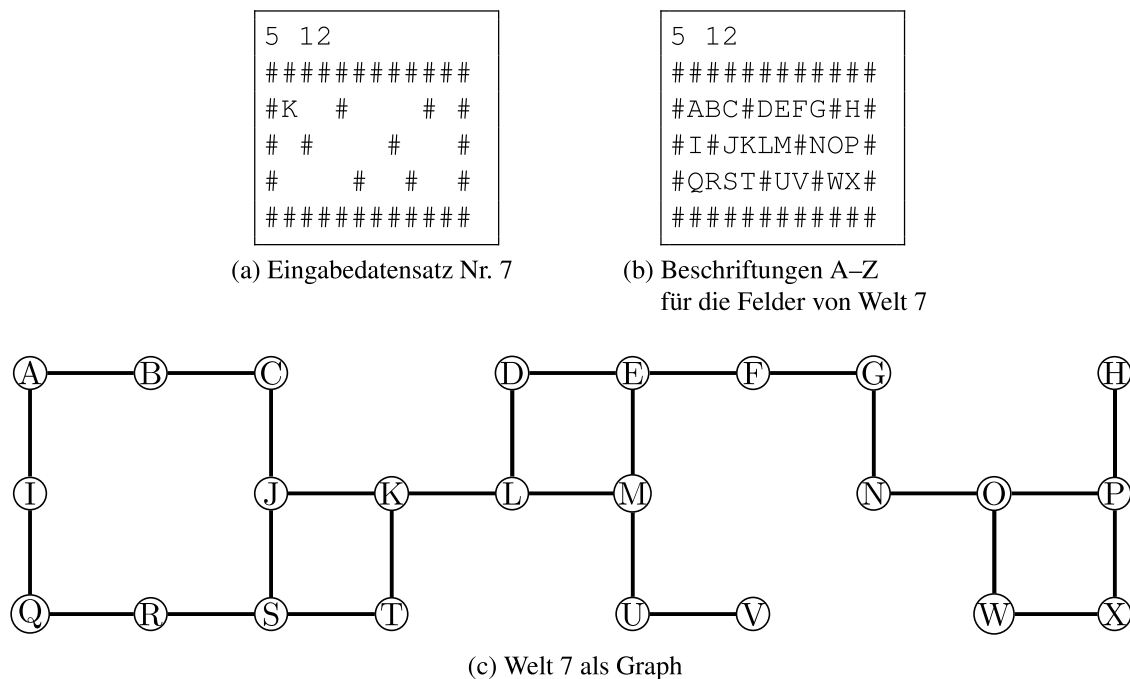 5 12
############
#K  #    # #
# #    #   #
#    #  #  #
############
(a) Eingabedatensatz Nr. 7
5 12
############
#ABC#DEFG#H#
#I#JKLM#NOP#
#QRST#UV#WX#
############
(b) Beschriftungen A–Z
für die Felder von Welt 7
A B C D E F G H
I J K L M N O P
Q R S T U V W X
(c) Welt 7 als Graph